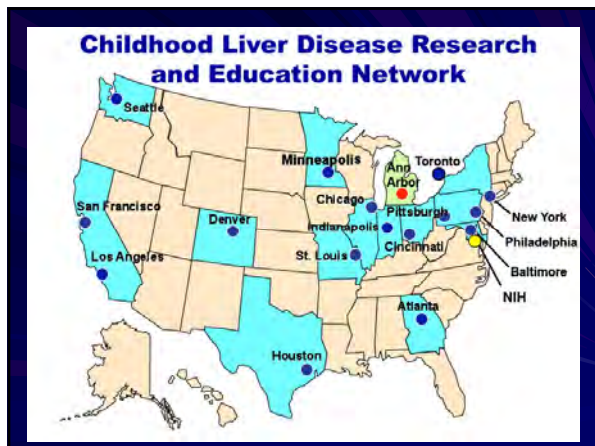 Childhood Liver Disease Research
and Education Network
Seattle
Minneapolis
Ann
Arbor
Toronto
Chicago
Pittsburgh
San Francisco
Denver
Indianapolis
New York
Cincinnati
Philadelphia
Los Angeles
St. Louis
Baltimore
NIH
Atlanta
Houston